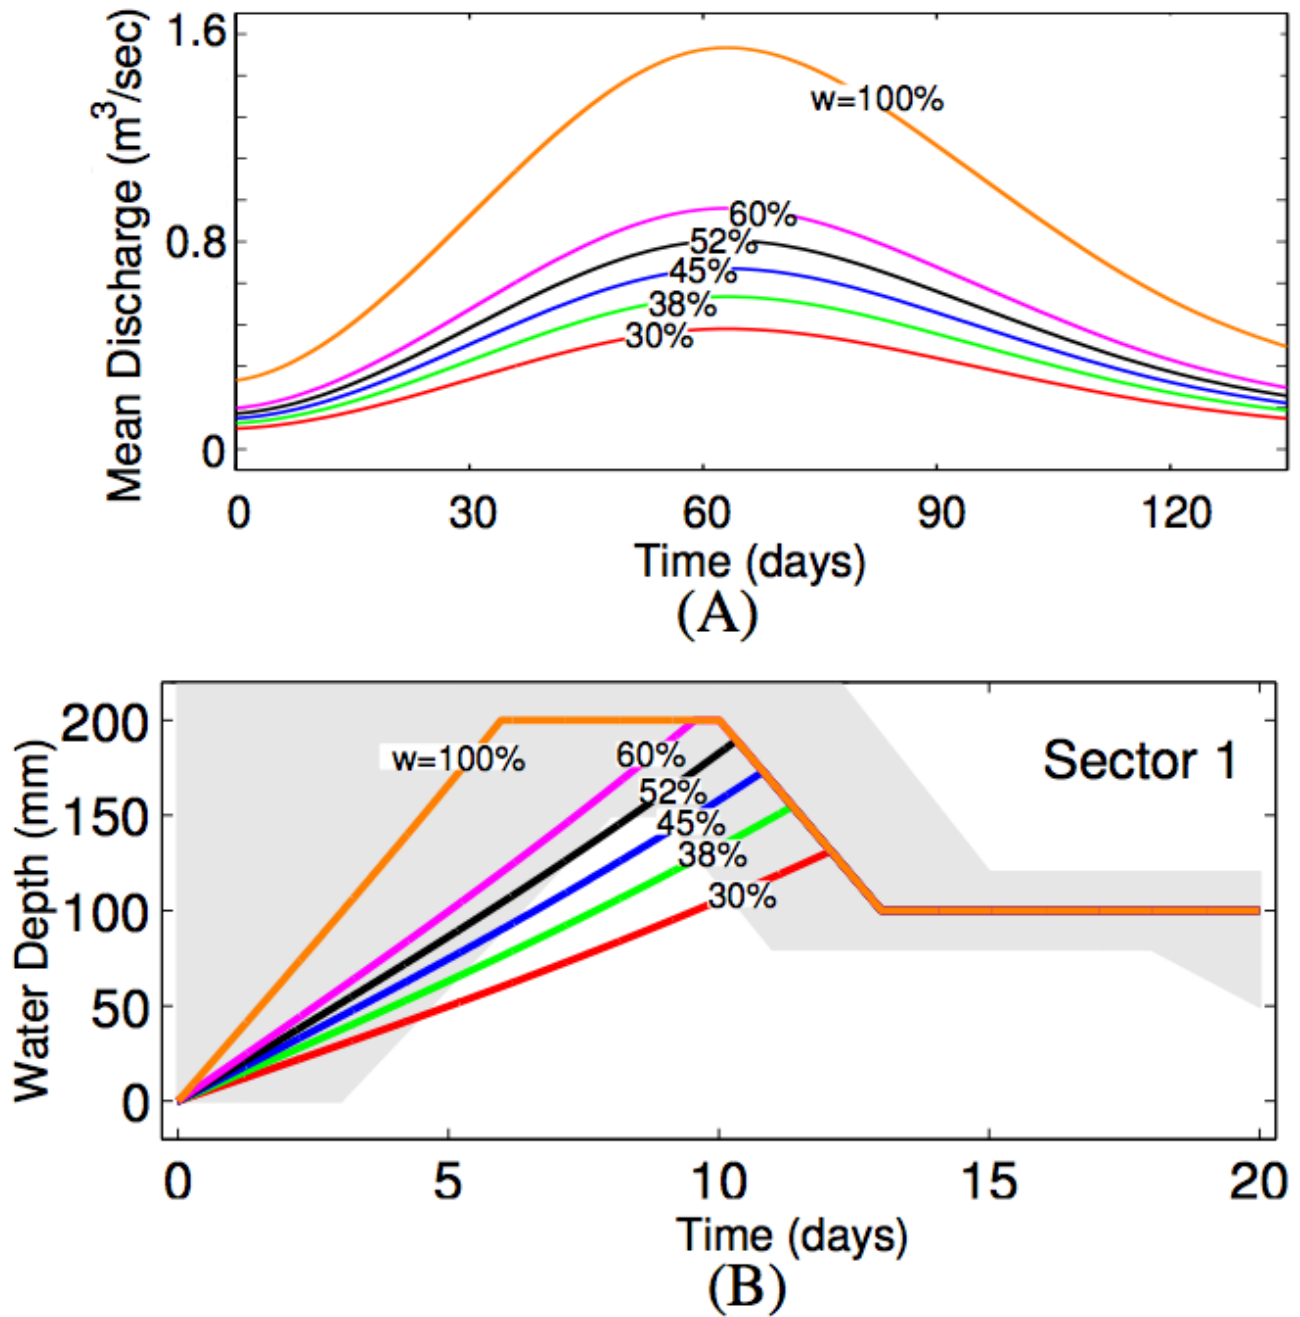 1.6
0.8
0
Mean Discharge (m³/sec)
w=100%
60%
52%
45%
38%
30%
0 30 60 90 120
Time (days)
(A)
200
150
100
50
0
Water Depth (mm)
Sector 1
w=100%
60%
52%
45%
38%
30%
0 5 10 15 20
Time (days)
(B)